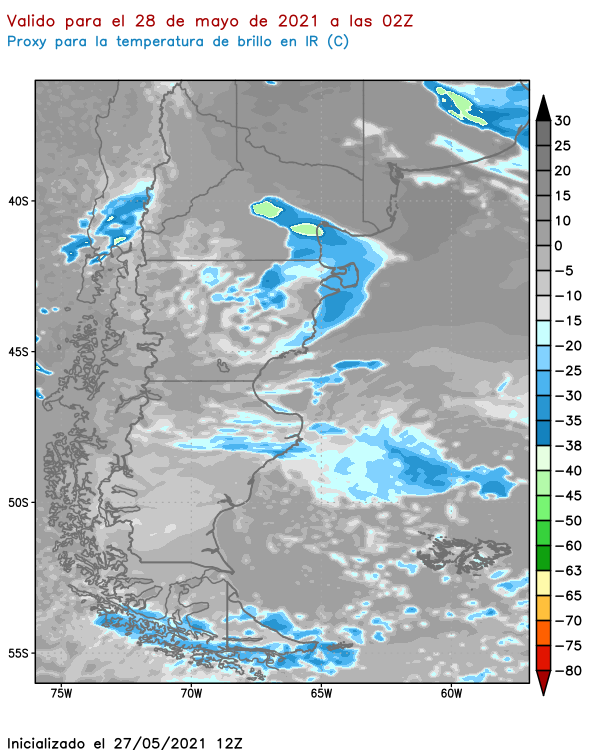 Valido para el 28 de mayo de 2021 a las 02Z
Proxy para la temperatura de brillo en IR (C)
40S
45S
50S
55S
75W
70W
65W
60W
30
25
20
15
10
0
−5
−10
−15
−20
−25
−30
−35
−38
−40
−45
−50
−60
−63
−65
−70
−75
−80
Inicializado el 27/05/2021 12Z